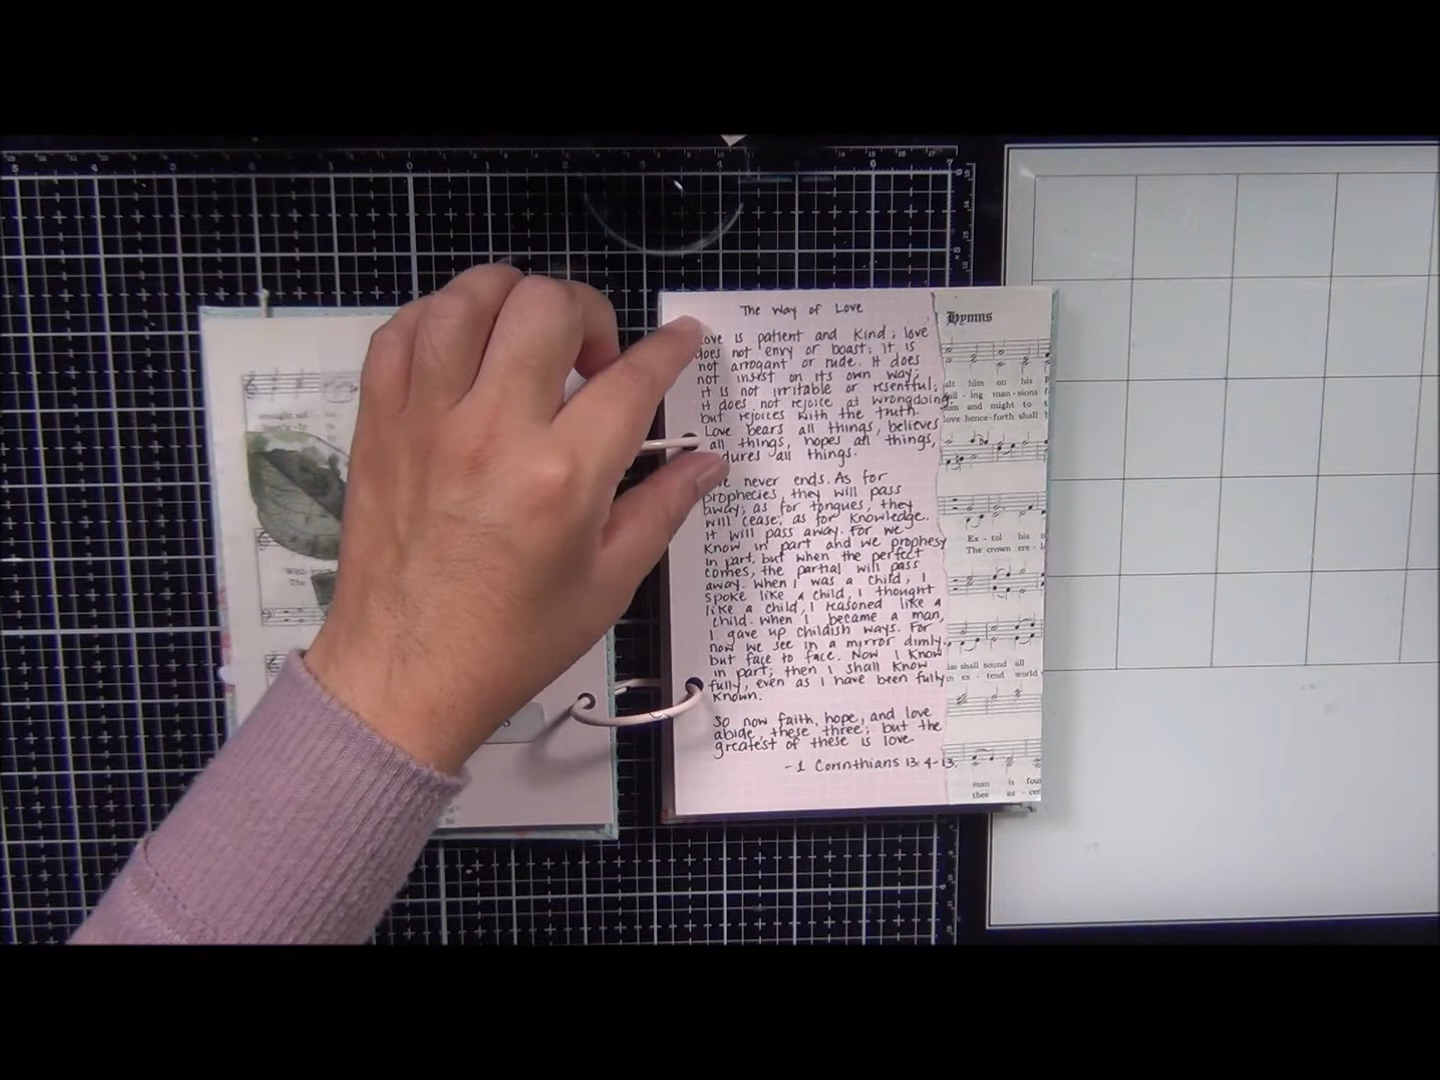 The Way of Love
Love is patient and kind; love
does not envy or boast; it is
not arrogant or rude. It does
not insist on its own way;
it is not irritable or resentful;
it does not rejoice at wrongdoing,
but rejoices with the truth.
Love bears all things, believes
all things, hopes all things,
dures all things.
never ends. As for
prophecies, they will pass
away; as for tongues, they
will cease; as for knowledge.
it will pass away. For we
know in part and we prophesy
in part, but when the perfect
comes, the partial will pass
away. When I was a child, I
spoke like a child, I thought
like a child, I reasoned like a
child. When I became a man,
I gave up childish ways. For
now we see in a mirror dimly,
but face to face. Now I know
in part; then I shall know
fully, even as I have been fully
known.
So now faith, hope, and love
abide, these three; but the
greatest of these is love
-1 Corinthians 13:4-13.
Hymns
alt him on his
ing man-sions
and might to
love hence-forth shall
Ex-tol his
The crown
shall sound all
ex-tend world
man is
thee as-cer